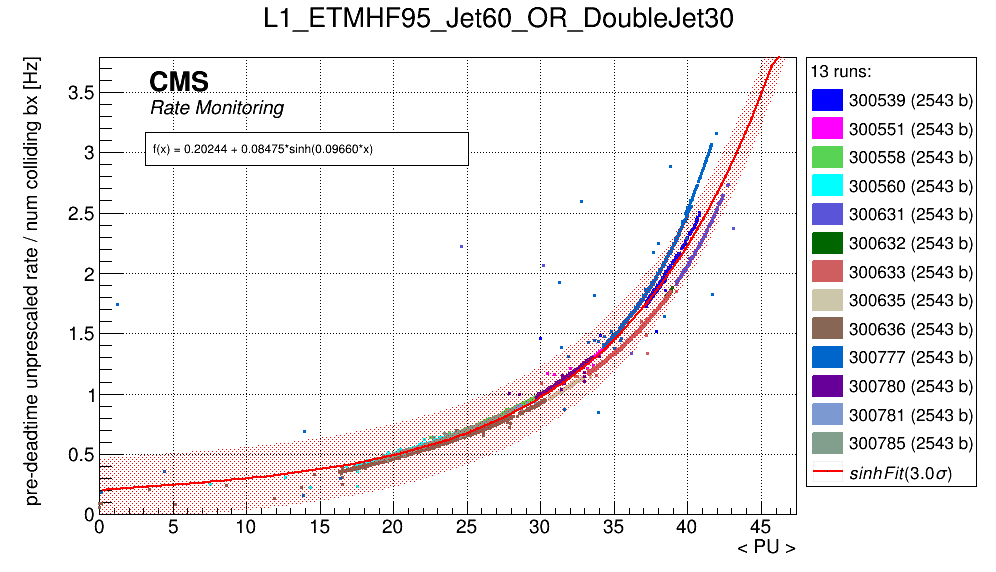 L1_ETMHF95_Jet60_OR_DoubleJet30
pre-deadtime unprescaled rate / num colliding bx [Hz]
CMS
Rate Monitoring
f(x) = 0.20244 + 0.08475*sinh(0.09660*x)
3.5
3
2.5
2
1.5
1
0.5
0
0 5 10 15 20 25 30 35 40 45
< PU >
13 runs:
300539 (2543 b)
300551 (2543 b)
300558 (2543 b)
300560 (2543 b)
300631 (2543 b)
300632 (2543 b)
300633 (2543 b)
300635 (2543 b)
300636 (2543 b)
300777 (2543 b)
300780 (2543 b)
300781 (2543 b)
300785 (2543 b)
sinhFit(3.0σ)